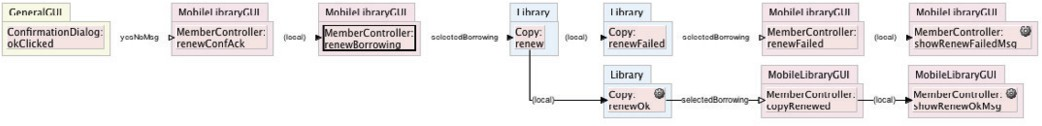 GeneralGUI
ConfirmationDialog:
okClicked
yesNoMsg
MobileLibraryGUI
MemberController:
renewConfAck
(local)
MobileLibraryGUI
MemberController:
renewBorrowing
selectedBorrowing
Library
Copy:
renew
(local)
Library
Copy:
renewFailed
selectedBorrowing
MobileLibraryGUI
MemberController:
renewFailed
(local)
MobileLibraryGUI
MemberController:
showRenewFailedMsg
(local)
Library
Copy:
renewOk
selectedBorrowing
MobileLibraryGUI
MemberController:
copyRenewed
(local)
MobileLibraryGUI
MemberController:
showRenewOkMsg